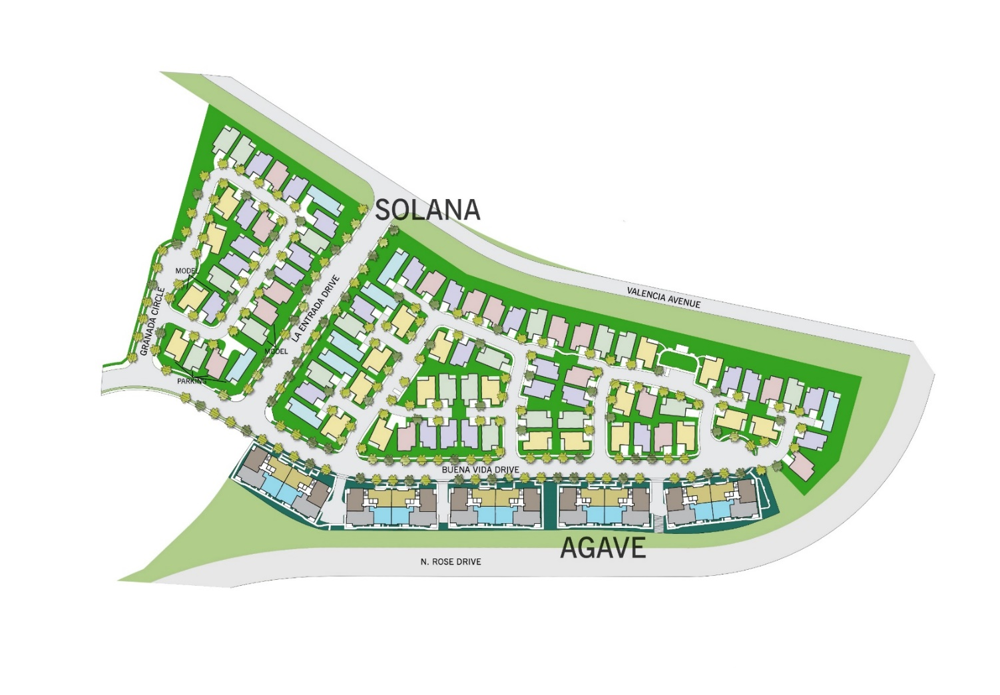 SOLANA
VALENCIA AVENUE
MODEL
GRANADA CIRCLE
LA ENTRADA DRIVE
MODEL
PARKING
BUENA VIDA DRIVE
AGAVE
N. ROSE DRIVE